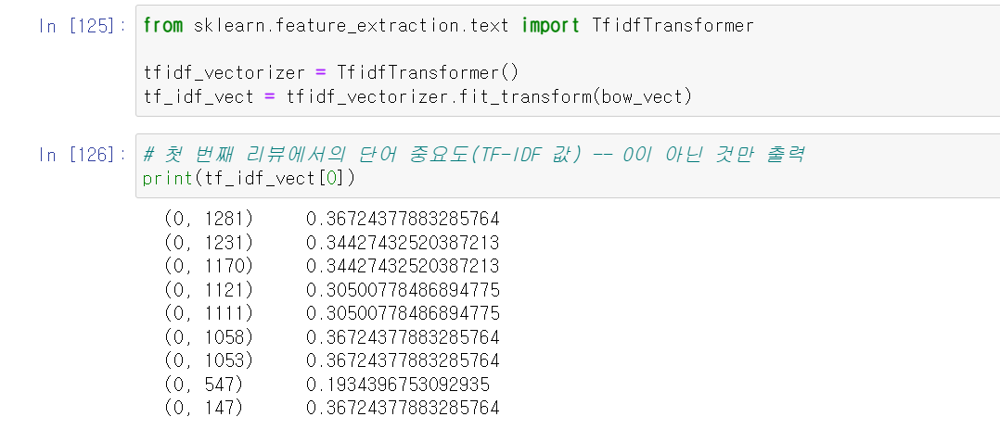 In [125]: from sklearn.feature_extraction.text import TfidfTransformer
tfidf_vectorizer = TfidfTransformer()
tf_idf_vect = tfidf_vectorizer.fit_transform(bow_vect)
In [126]: # 첫 번째 리뷰에서의 단어 중요도(TF-IDF 값) -- 0이 아닌 것만 출력
print(tf_idf_vect[0])
(0, 1281) 0.36724377883285764
(0, 1231) 0.34427432520387213
(0, 1170) 0.34427432520387213
(0, 1121) 0.30500778486894775
(0, 1111) 0.30500778486894775
(0, 1058) 0.36724377883285764
(0, 1053) 0.36724377883285764
(0, 547) 0.1934396753092935
(0, 147) 0.36724377883285764